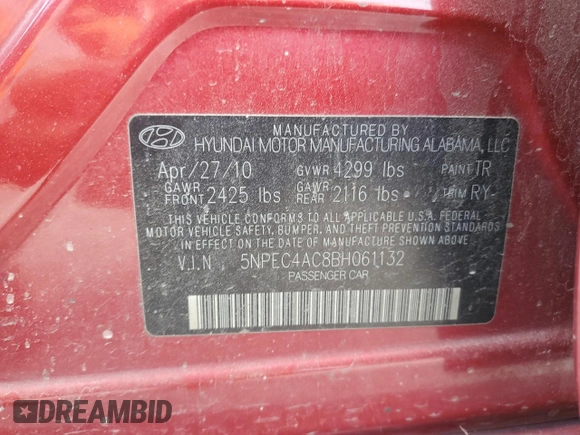 MANUFACTURED BY
HYUNDAI MOTOR MANUFACTURING ALABAMA, LLC
Apr/27/10 GVWR 4299 lbs PAINT TR
GAWR FRONT 2425 lbs GAWR REAR 2116 lbs TRIM RY-
THIS VEHICLE CONFORMS TO ALL APPLICABLE U.S.A. FEDERAL
MOTOR VEHICLE SAFETY, BUMPER, AND THEFT PREVENTION STANDARDS
IN EFFECT ON THE DATE OF MANUFACTURE SHOWN ABOVE
V.I.N 5NPEC4AC8BH061132
PASSENGER CAR
DREAMBID